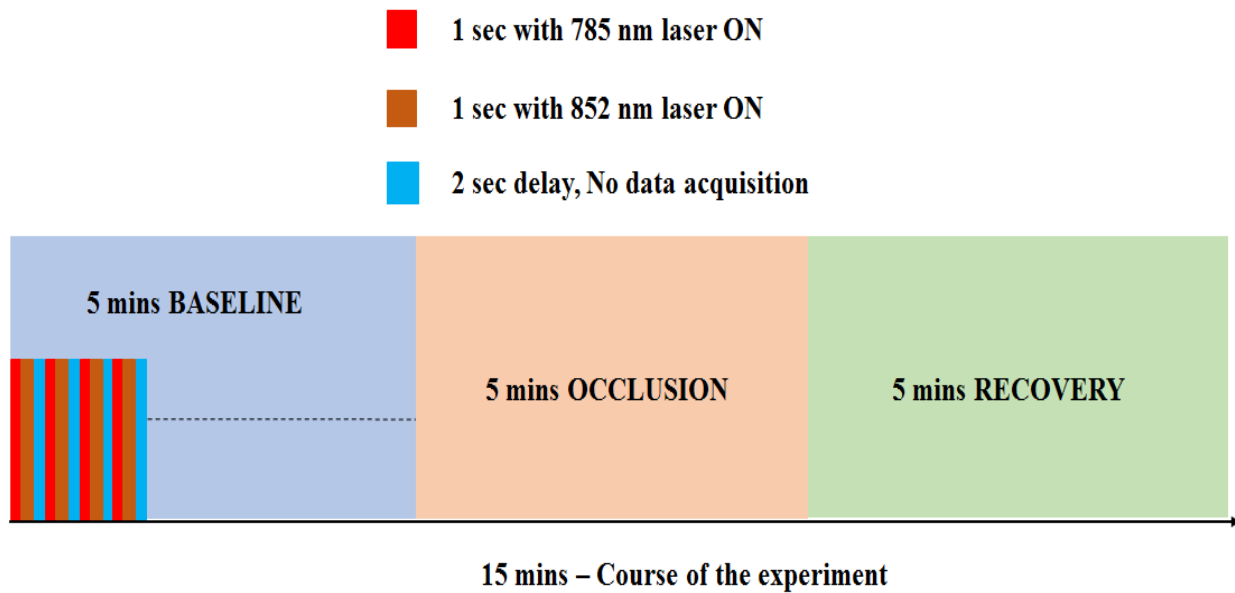 1 sec with 785 nm laser ON
1 sec with 852 nm laser ON
2 sec delay, No data acquisition
5 mins BASELINE
5 mins OCCLUSION
5 mins RECOVERY
15 mins – Course of the experiment